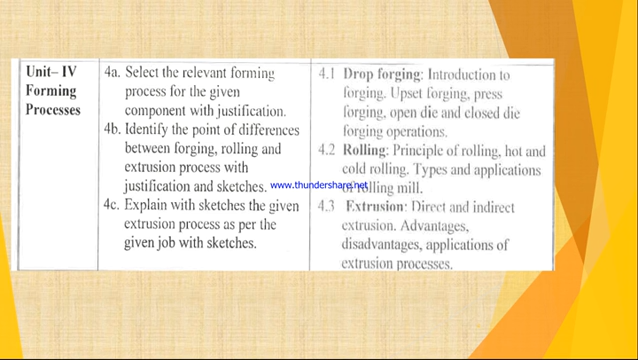 Unit– IV
Forming
Processes
4a. Select the relevant forming
process for the given
component with justification.
4b. Identify the point of differences
between forging, rolling and
extrusion process with
justification and sketches.
4c. Explain with sketches the given
extrusion process as per the
given job with sketches.
4.1 Drop forging: Introduction to
forging. Upset forging, press
forging, open die and closed die
forging operations.
4.2 Rolling: Principle of rolling, hot and
cold rolling. Types and applications
of rolling mill.
4.3 Extrusion: Direct and indirect
extrusion. Advantages,
disadvantages, applications of
extrusion processes.
www.thundershare.net